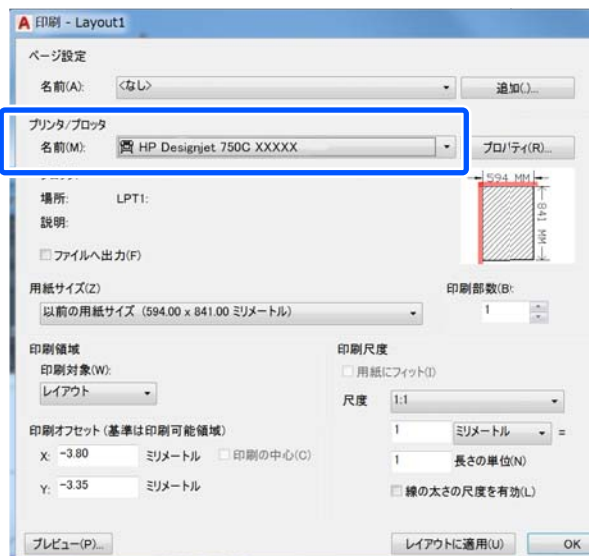 印刷 - Layout1
ページ設定
名前(A): <なし> 追加(.)...
プリンタ/プロッタ
名前(M): HP Designjet 750C XXXXX プロパティ(R)...
場所: LPT1:
説明:
594 MM
841 MM
ファイルへ出力(F)
用紙サイズ(Z) 印刷部数(B):
以前の用紙サイズ (594.00 x 841.00 ミリメートル) 1
印刷領域 印刷尺度
印刷対象(W): 用紙にフィット(I)
レイアウト 尺度 1:1
印刷オフセット (基準は印刷可能領域) 1 ミリメートル =
X: -3.80 ミリメートル 印刷の中心(C) 1 長さの単位(N)
Y: -3.35 ミリメートル 線の太さの尺度を有効(L)
プレビュー(P)... レイアウトに適用(U) OK